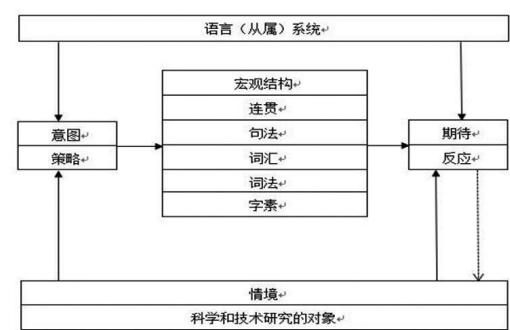 语言（从属）系统
宏观结构
连贯
意图
句法
期待
策略
词汇
反应
词法
字素
情境
科学和技术研究的对象